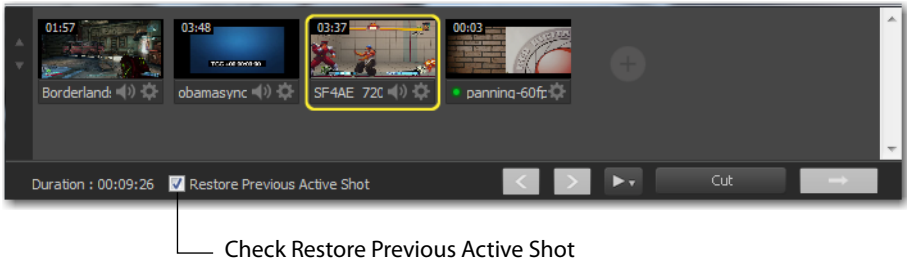 01:57
03:48
03:37
00:03
Borderlands
obamasync
SF4AE 720
panning-60fp
Duration : 00:09:26
Restore Previous Active Shot
Cut
Check Restore Previous Active Shot